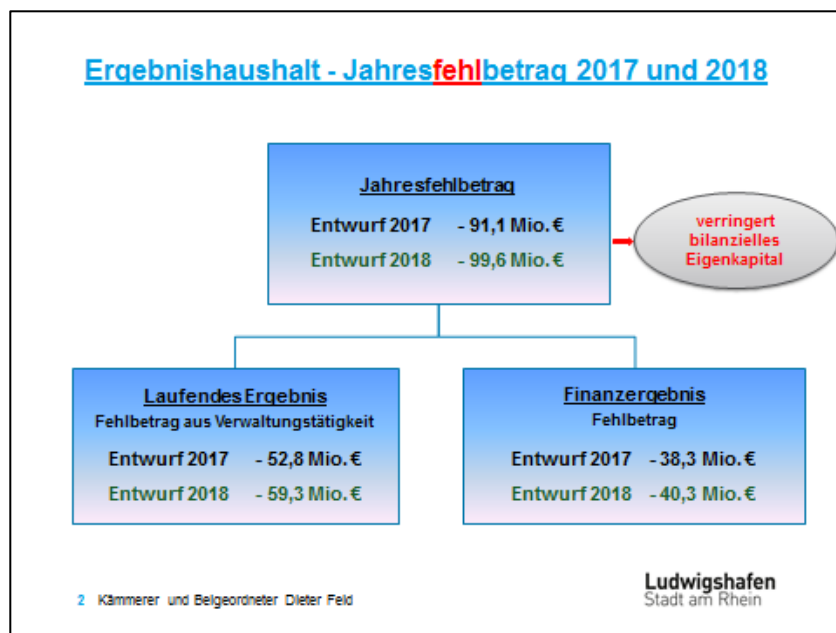 Ergebnishaushalt - Jahresfehlbetrag 2017 und 2018
Jahresfehlbetrag
Entwurf 2017 - 91,1 Mio. €
Entwurf 2018 - 99,6 Mio. €
verringert
bilanzielles
Eigenkapital
Laufendes Ergebnis
Fehlbetrag aus Verwaltungstätigkeit
Entwurf 2017 - 52,8 Mio. €
Entwurf 2018 - 59,3 Mio. €
Finanzergebnis
Fehlbetrag
Entwurf 2017 - 38,3 Mio. €
Entwurf 2018 - 40,3 Mio. €
2 Kämmerer und Beigeordneter Dieter Feld
Ludwigshafen
Stadt am Rhein